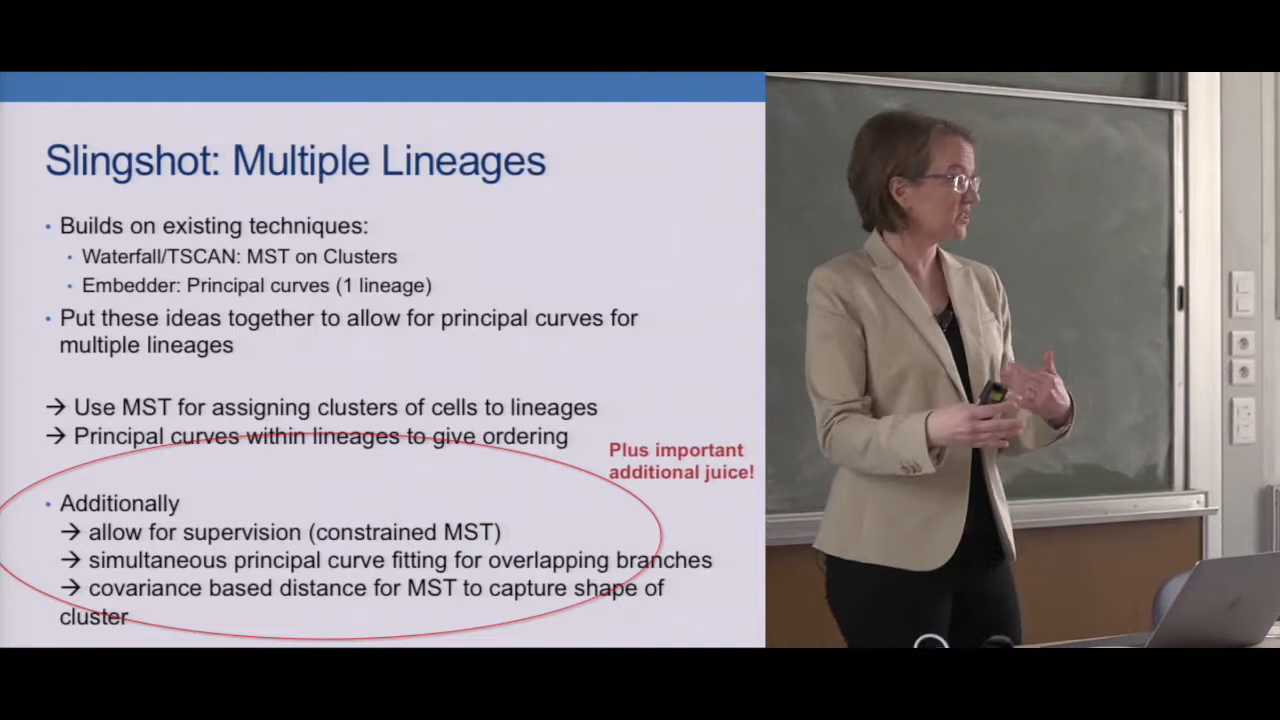 Slingshot: Multiple Lineages
• Builds on existing techniques:
• Waterfall/TSCAN: MST on Clusters
• Embedder: Principal curves (1 lineage)
• Put these ideas together to allow for principal curves for
multiple lineages
→ Use MST for assigning clusters of cells to lineages
→ Principal curves within lineages to give ordering
Plus important
additional juice!
• Additionally
→ allow for supervision (constrained MST)
→ simultaneous principal curve fitting for overlapping branches
→ covariance based distance for MST to capture shape of
cluster